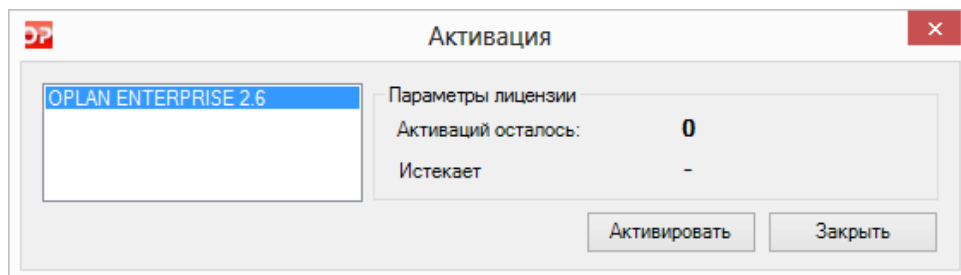 OP
Активация
OPLAN ENTERPRISE 2.6
Параметры лицензии
Активаций осталось: 0
Истекает -
Активировать Закрыть